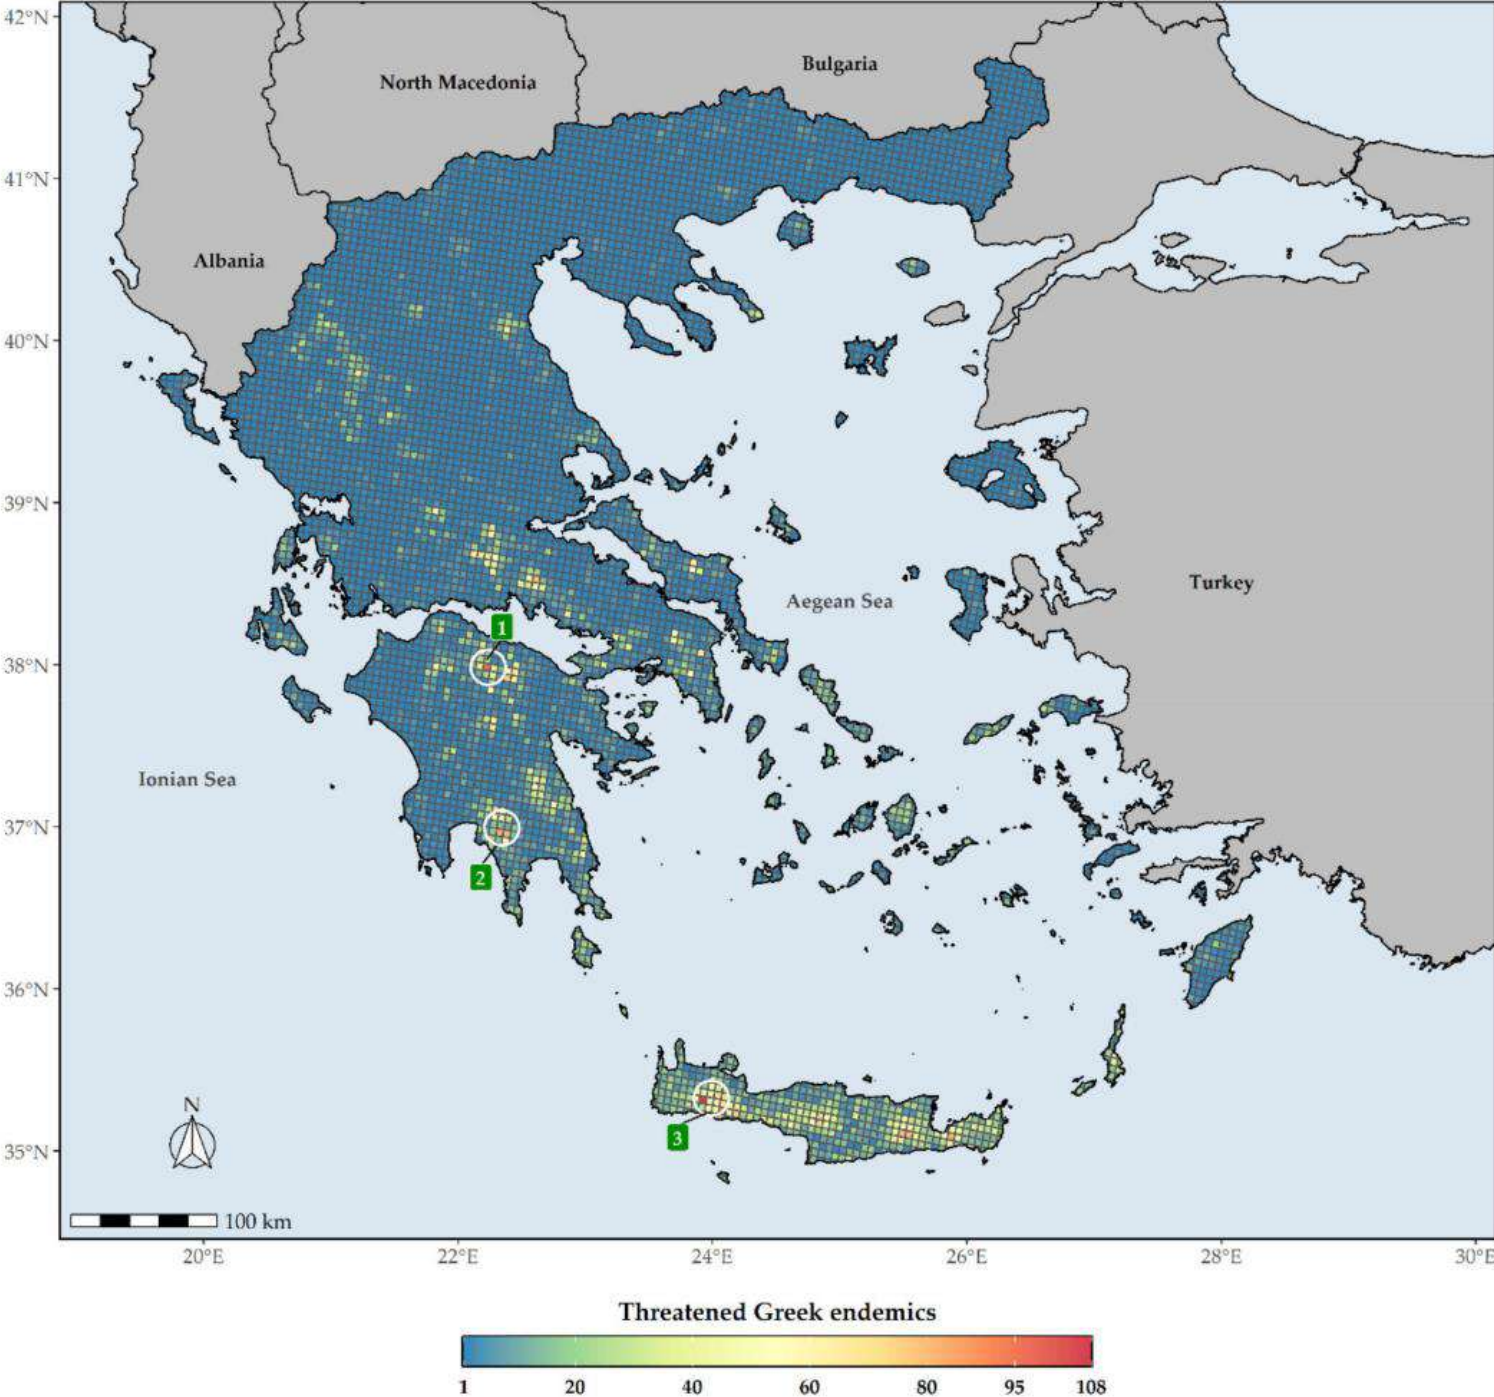 42°N
Bulgaria
North Macedonia
41°N
Albania
40°N
39°N
Turkey
Aegean Sea
1
38°N
Ionian Sea
37°N
2
36°N
N
3
35°N
100 km
20°E 22°E 24°E 26°E 28°E 30°E
Threatened Greek endemics
1 20 40 60 80 95 108